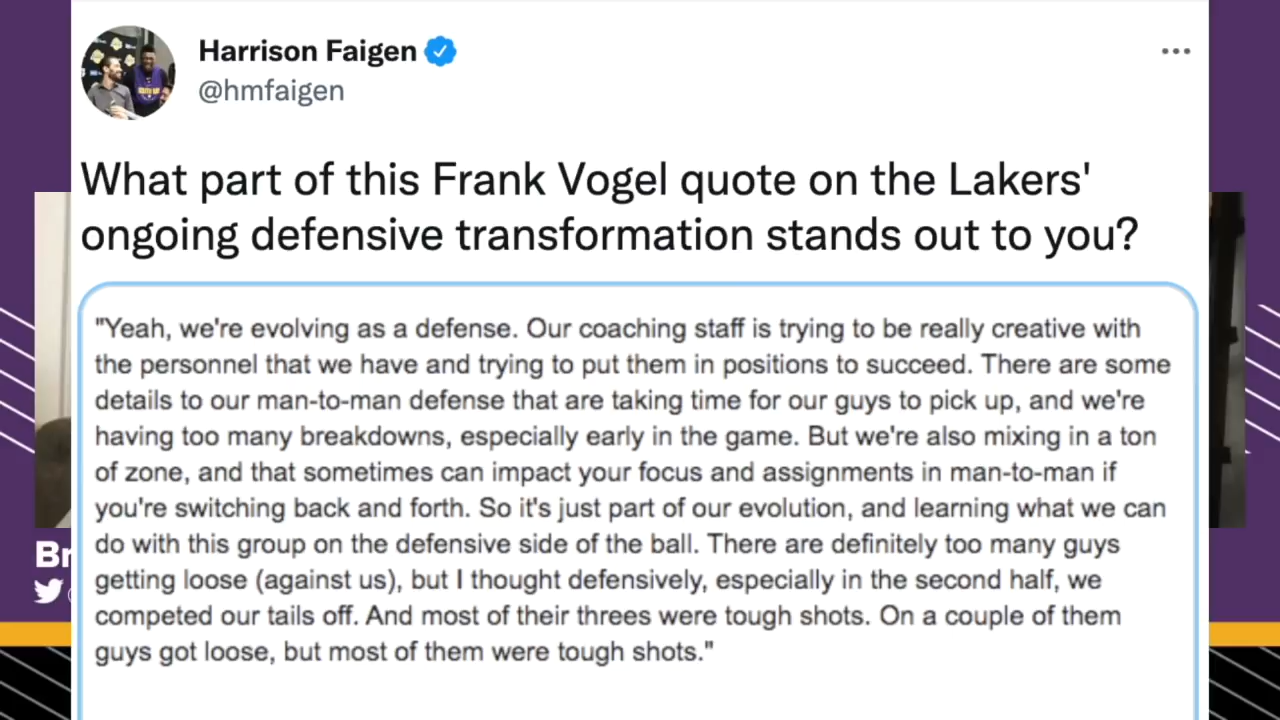 Harrison Faigen
@hmfaigen
What part of this Frank Vogel quote on the Lakers'
ongoing defensive transformation stands out to you?
"Yeah, we're evolving as a defense. Our coaching staff is trying to be really creative with
the personnel that we have and trying to put them in positions to succeed. There are some
details to our man-to-man defense that are taking time for our guys to pick up, and we're
having too many breakdowns, especially early in the game. But we're also mixing in a ton
of zone, and that sometimes can impact your focus and assignments in man-to-man if
you're switching back and forth. So it's just part of our evolution, and learning what we can
do with this group on the defensive side of the ball. There are definitely too many guys
getting loose (against us), but I thought defensively, especially in the second half, we
competed our tails off. And most of their threes were tough shots. On a couple of them
guys got loose, but most of them were tough shots."
Br